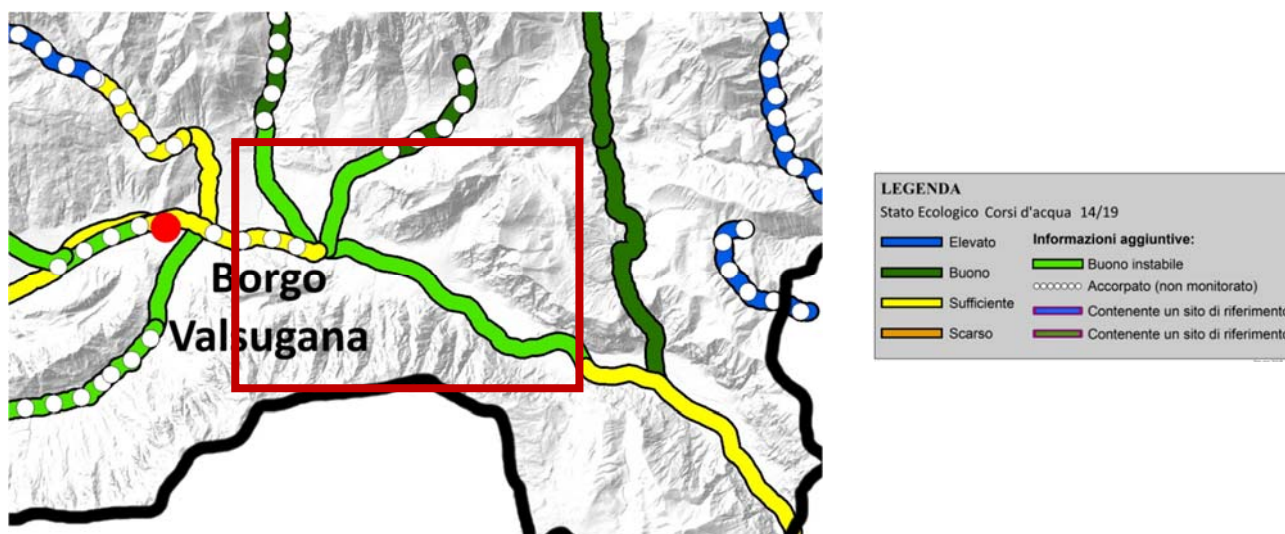 Borgo
Valsugana
LEGENDA
Stato Ecologico Corsi d'acqua 14/19
Elevato
Buono
Sufficiente
Scarso
Informazioni aggiuntive:
Buono instabile
Accorpato (non monitorato)
Contenente un sito di riferimento
Contenente un sito di riferimento